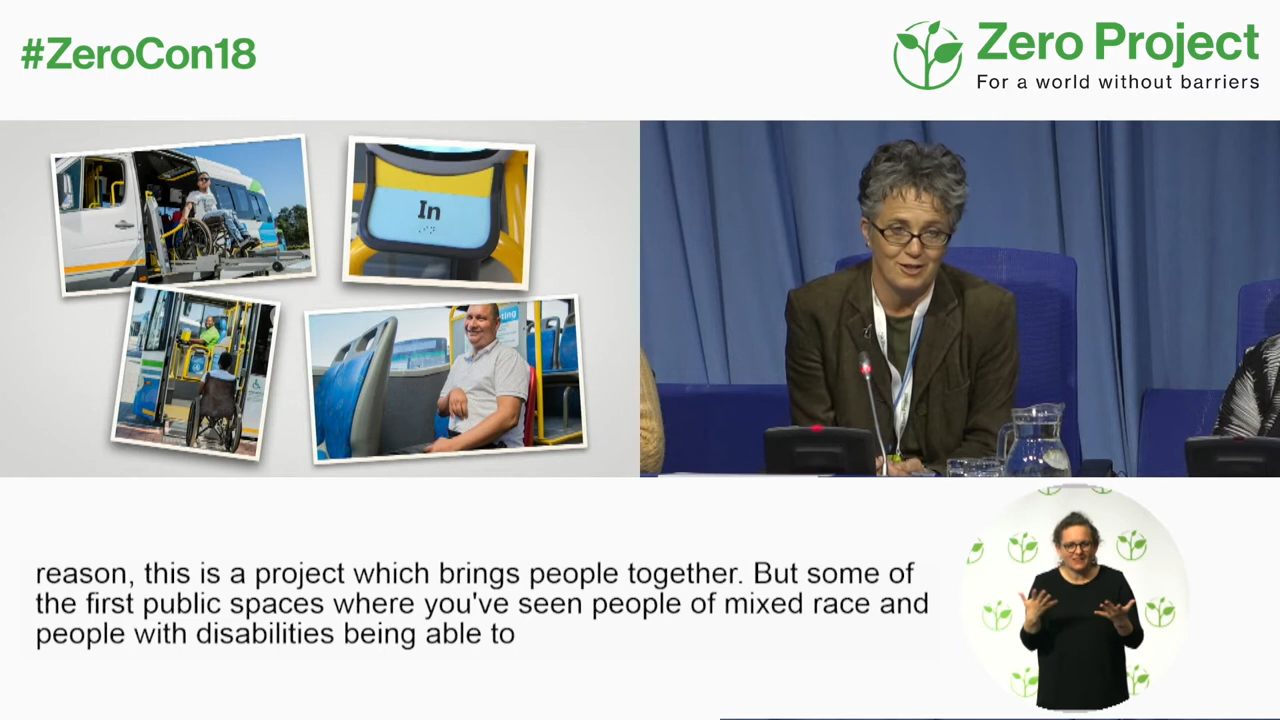 #ZeroCon18
Zero Project
For a world without barriers
In
ting
reason, this is a project which brings people together. But some of
the first public spaces where you've seen people of mixed race and
people with disabilities being able to